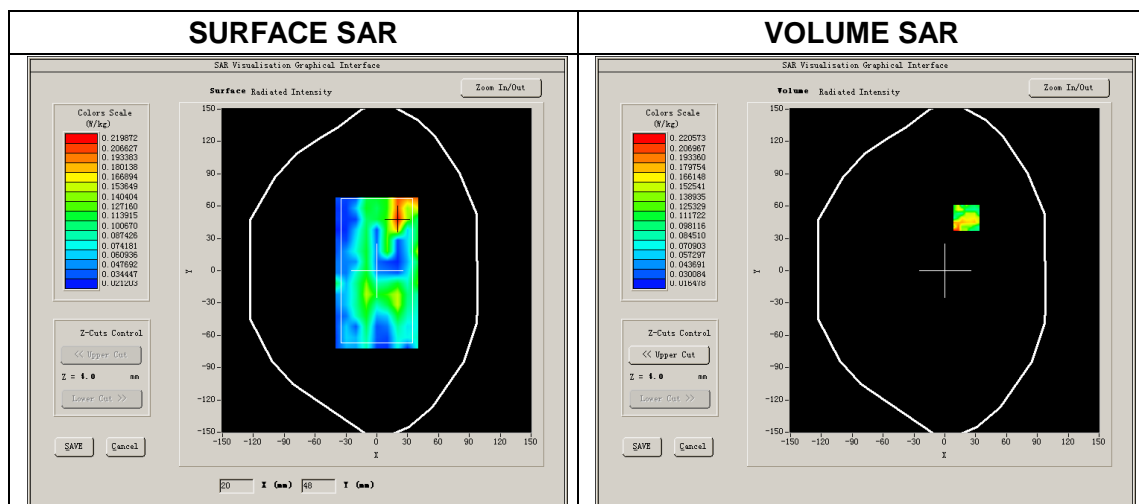 SURFACE SAR
VOLUME SAR
SAR Visualisation Graphical Interface
Surface Radiated Intensity
Zoom In/Out
Colors Scale
(W/kg)
0.219872
0.206627
0.193383
0.180138
0.166894
0.153649
0.140404
0.127160
0.113915
0.100670
0.087426
0.074181
0.060936
0.047692
0.034447
0.021203
150
120
90
60
30
0
-30
-60
-90
-120
-150
Y
-150 -120 -90 -60 -30 0 30 60 90 120 150
X
Z-Cuts Control
<< Upper Cut
Z = 4.0 mm
Lower Cut >>
SAVE Cancel
20 X (mm) 48 Y (mm)
SAR Visualisation Graphical Interface
Volume Radiated Intensity
Zoom In/Out
Colors Scale
(W/kg)
0.220573
0.206967
0.193360
0.179754
0.166148
0.152541
0.138935
0.125329
0.111722
0.098116
0.084510
0.070903
0.057297
0.043691
0.030084
0.016478
150
120
90
60
30
0
-30
-60
-90
-120
-150
Y
-150 -120 -90 -60 -30 0 30 60 90 120 150
X
Z-Cuts Control
<< Upper Cut
Z = 4.0 mm
Lower Cut >>
SAVE Cancel